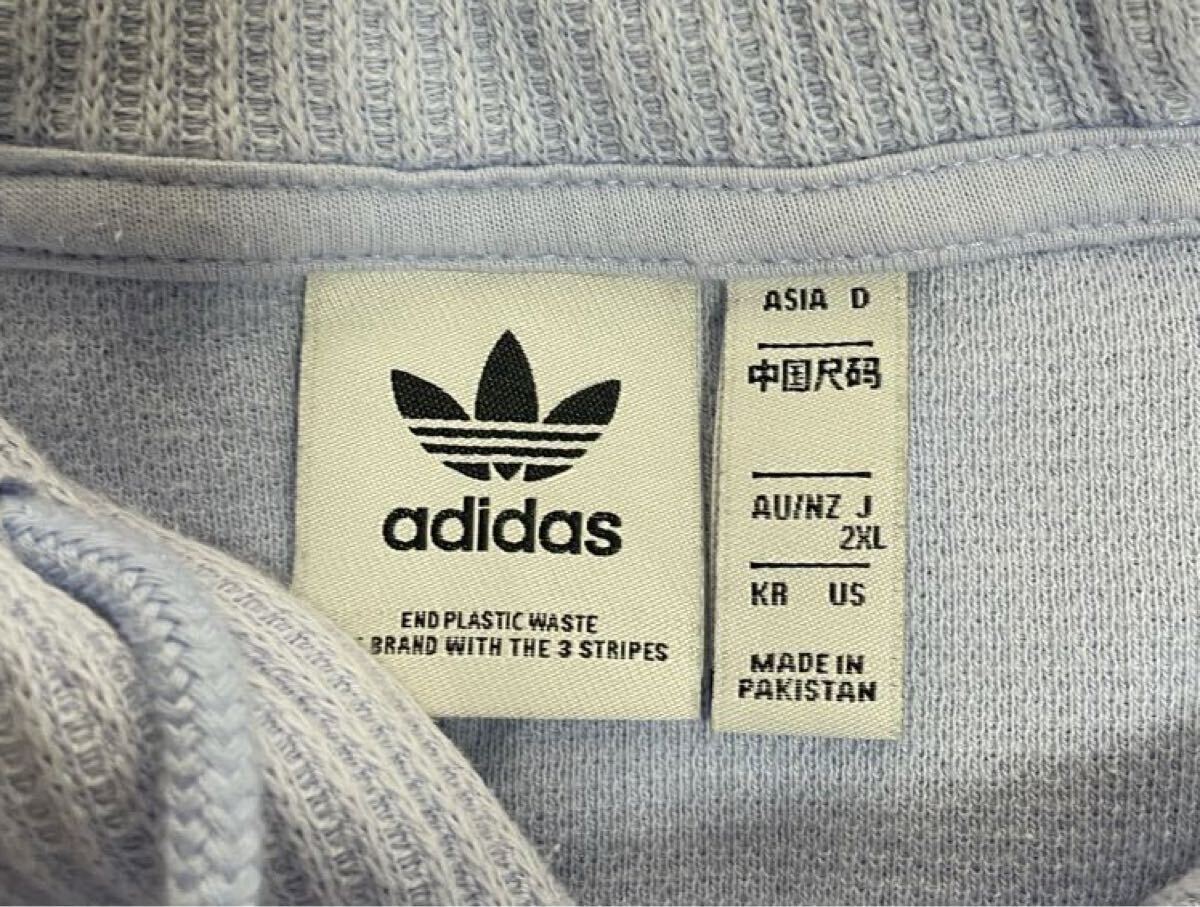 adidas
END PLASTIC WASTE
BRAND WITH THE 3 STRIPES
ASIA D
中国尺码
AU/NZ J
2XL
KR US
MADE IN
PAKISTAN